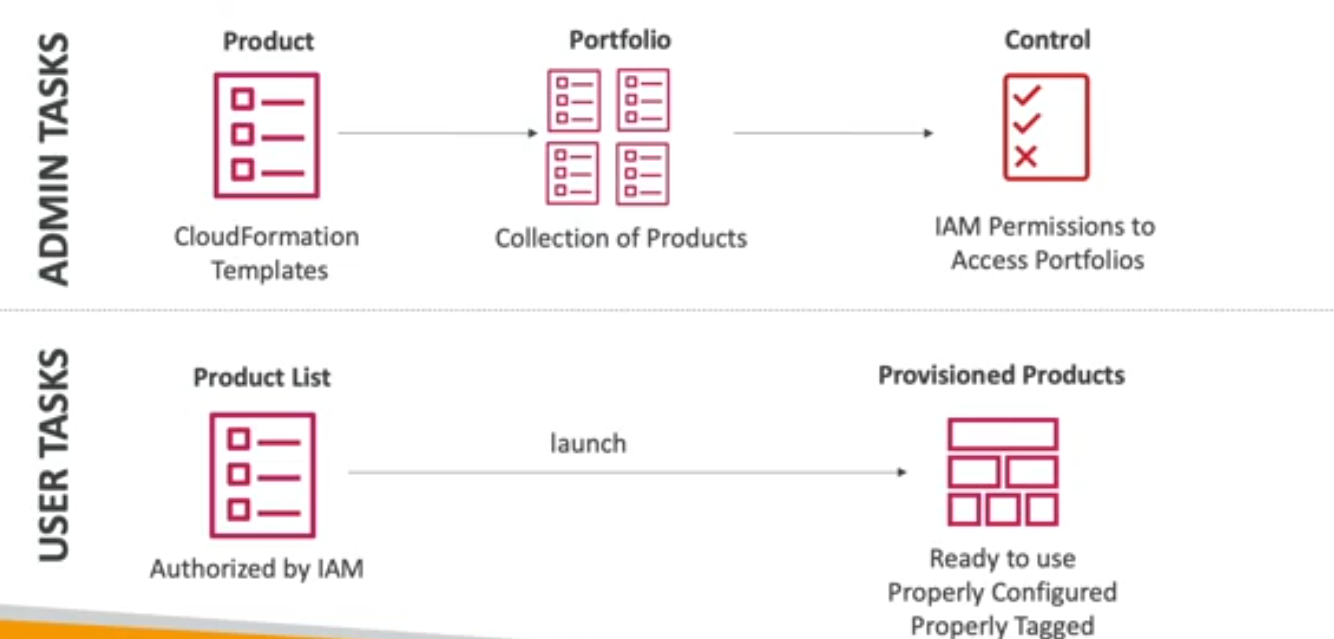 ADMIN TASKS
Product
Portfolio
Control
CloudFormation
Templates
Collection of Products
IAM Permissions to
Access Portfolios
USER TASKS
Product List
Provisioned Products
launch
Authorized by IAM
Ready to use
Properly Configured
Properly Tagged